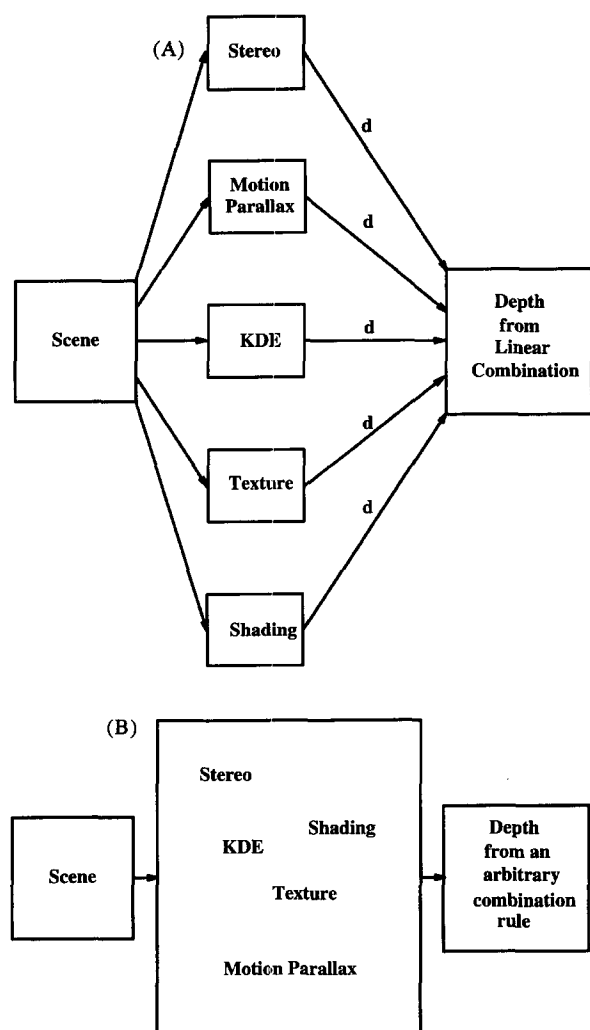 (A)
Stereo
d
Motion
Parallax
d
Scene
KDE
d
Depth
from
Linear
Combination
d
Texture
d
Shading
(B)
Stereo
Shading
KDE
Texture
Motion Parallax
Scene
Depth
from an
arbitrary
combination
rule